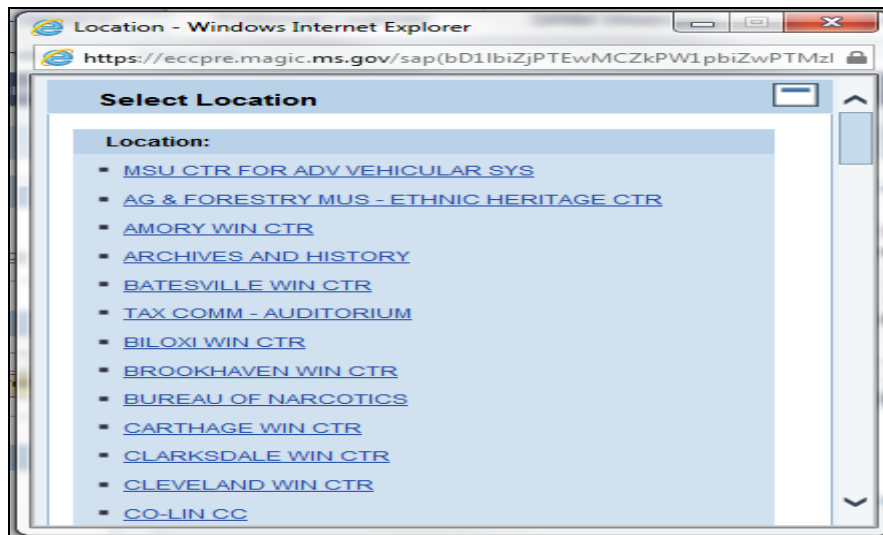 Location - Windows Internet Explorer
https://eccpre.magic.ms.gov/sap(bD1lbiZjPTEwMCZkPW1pbiZwPTMzI
Select Location
Location:
MSU CTR FOR ADV VEHICULAR SYS
AG & FORESTRY MUS - ETHNIC HERITAGE CTR
AMORY WIN CTR
ARCHIVES AND HISTORY
BATESVILLE WIN CTR
TAX COMM - AUDITORIUM
BILOXI WIN CTR
BROOKHAVEN WIN CTR
BUREAU OF NARCOTICS
CARTHAGE WIN CTR
CLARKSDALE WIN CTR
CLEVELAND WIN CTR
CO-LIN CC